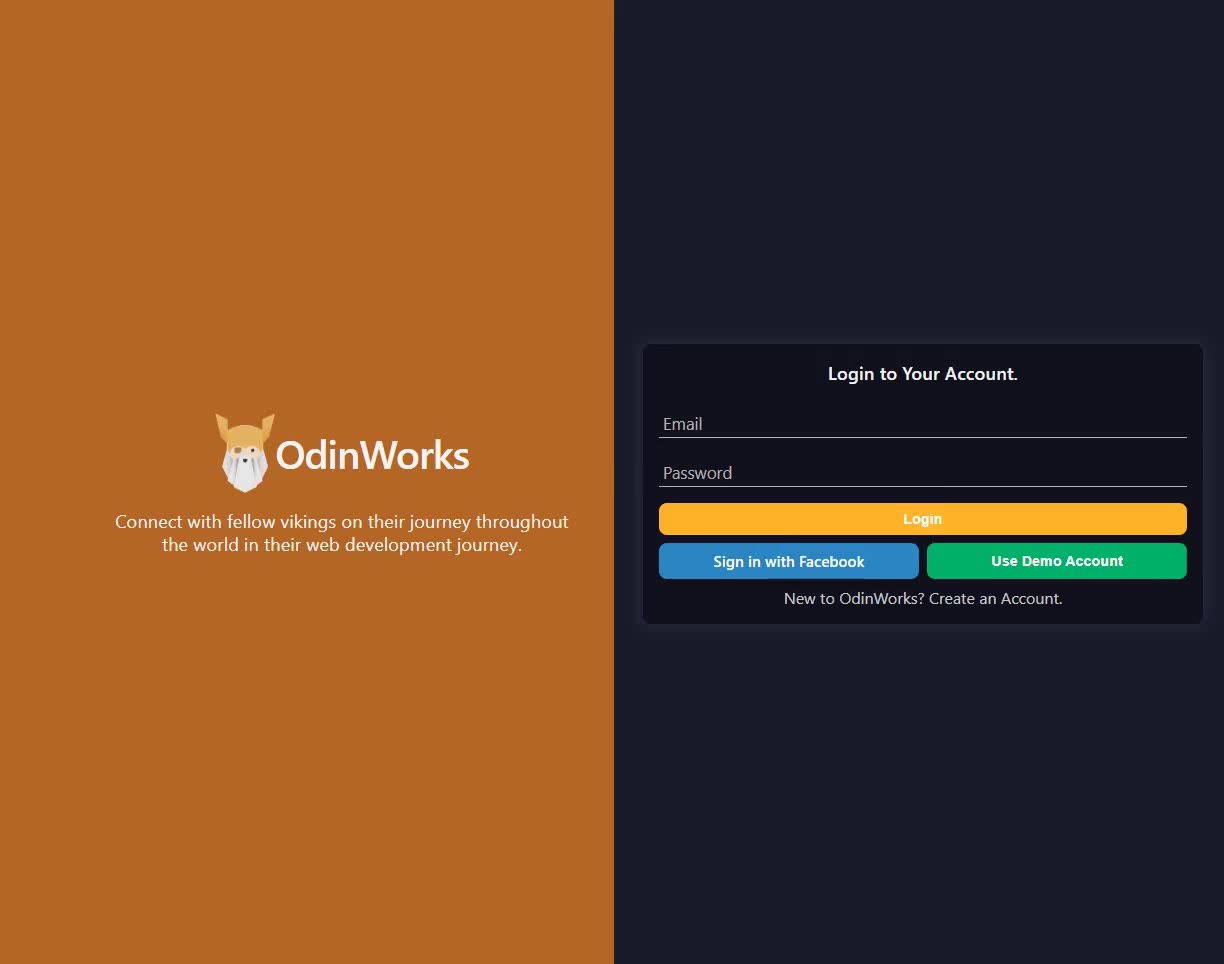 OdinWorks
Connect with fellow vikings on their journey throughout
the world in their web development journey.
Login to Your Account.
Email
Password
Login
Sign in with Facebook
Use Demo Account
New to OdinWorks? Create an Account.